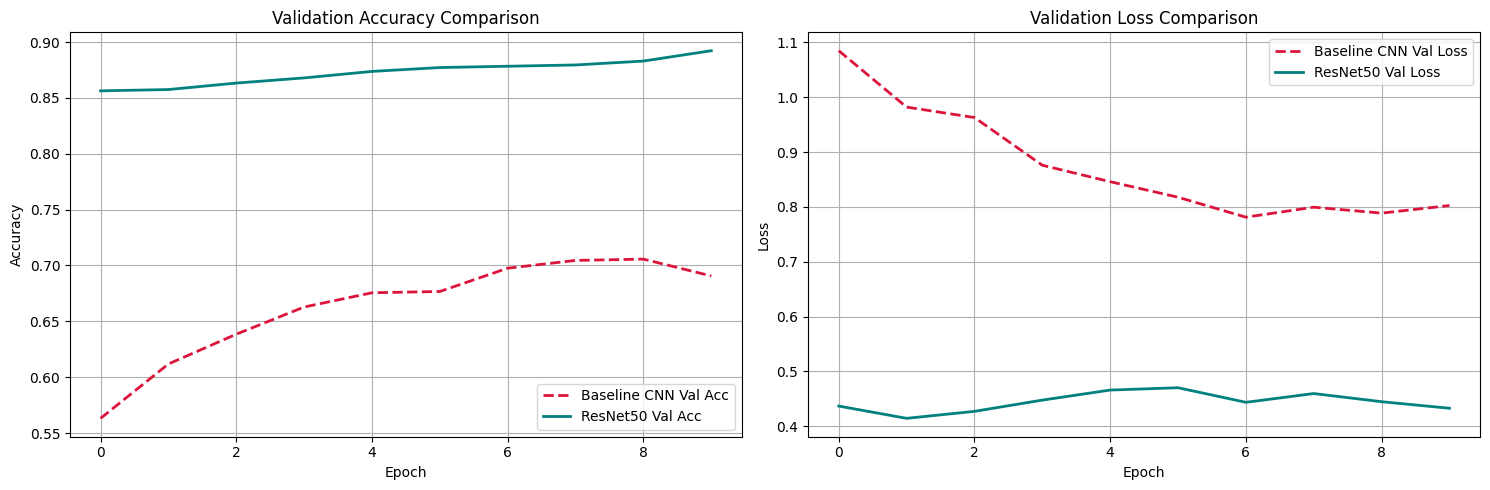 Validation Accuracy Comparison
Accuracy
0.90
0.85
0.80
0.75
0.70
0.65
0.60
0.55
Baseline CNN Val Acc
ResNet50 Val Acc
0 2 4 6 8
Epoch
Validation Loss Comparison
Loss
1.1
1.0
0.9
0.8
0.7
0.6
0.5
0.4
Baseline CNN Val Loss
ResNet50 Val Loss
0 2 4 6 8
Epoch